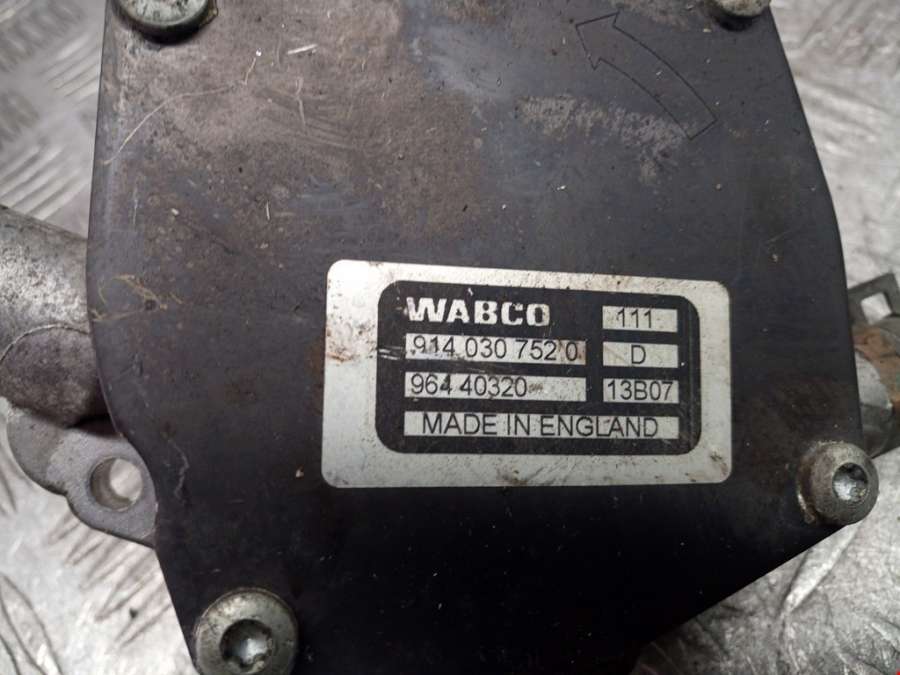 WABCO 111
914 030 752 0 D
964 40320 13B07
MADE IN ENGLAND